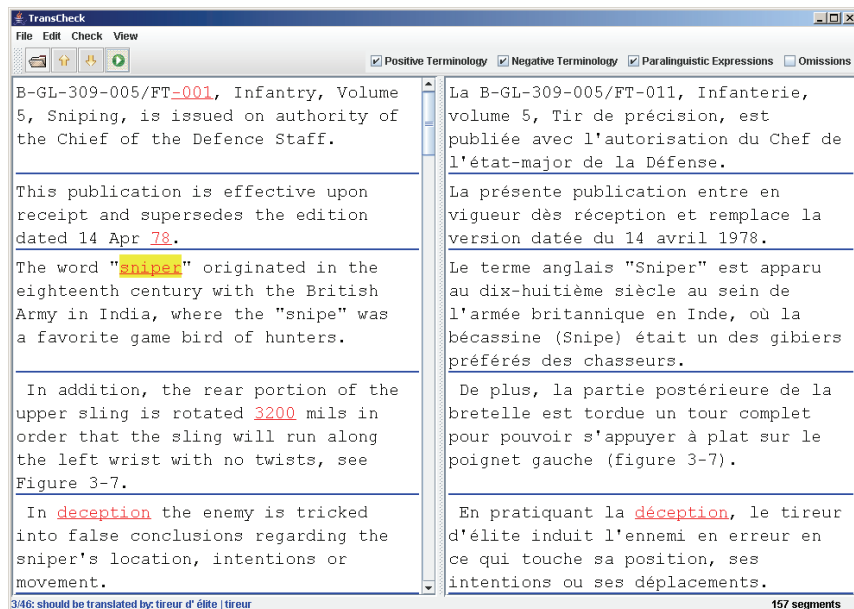 TransCheck
File Edit Check View
Positive Terminology Negative Terminology Paralinguistic Expressions Omissions
B-GL-309-005/FT-001, Infantry, Volume
5, Sniping, is issued on authority of
the Chief of the Defence Staff.
This publication is effective upon
receipt and supersedes the edition
dated 14 Apr 78.
The word "sniper" originated in the
eighteenth century with the British
Army in India, where the "snipe" was
a favorite game bird of hunters.
In addition, the rear portion of the
upper sling is rotated 3200 mils in
order that the sling will run along
the left wrist with no twists, see
Figure 3-7.
In deception the enemy is tricked
into false conclusions regarding the
sniper's location, intentions or
movement.
La B-GL-309-005/FT-011, Infanterie,
volume 5, Tir de précision, est
publiée avec l'autorisation du Chef de
l'état-major de la Défense.
La présente publication entre en
vigueur dès réception et remplace la
version datée du 14 avril 1978.
Le terme anglais "Sniper" est apparu
au dix-huitième siècle au sein de
l'armée britannique en Inde, où la
bécassine (Snipe) était un des gibiers
préférés des chasseurs.
De plus, la partie postérieure de la
bretelle est tordue un tour complet
pour pouvoir s'appuyer à plat sur le
poignet gauche (figure 3-7).
En pratiquant la déception, le tireur
d'élite induit l'ennemi en erreur en
ce qui touche sa position, ses
intentions ou ses déplacements.
3/46: should be translated by: tireur d' élite | tireur
157 segments